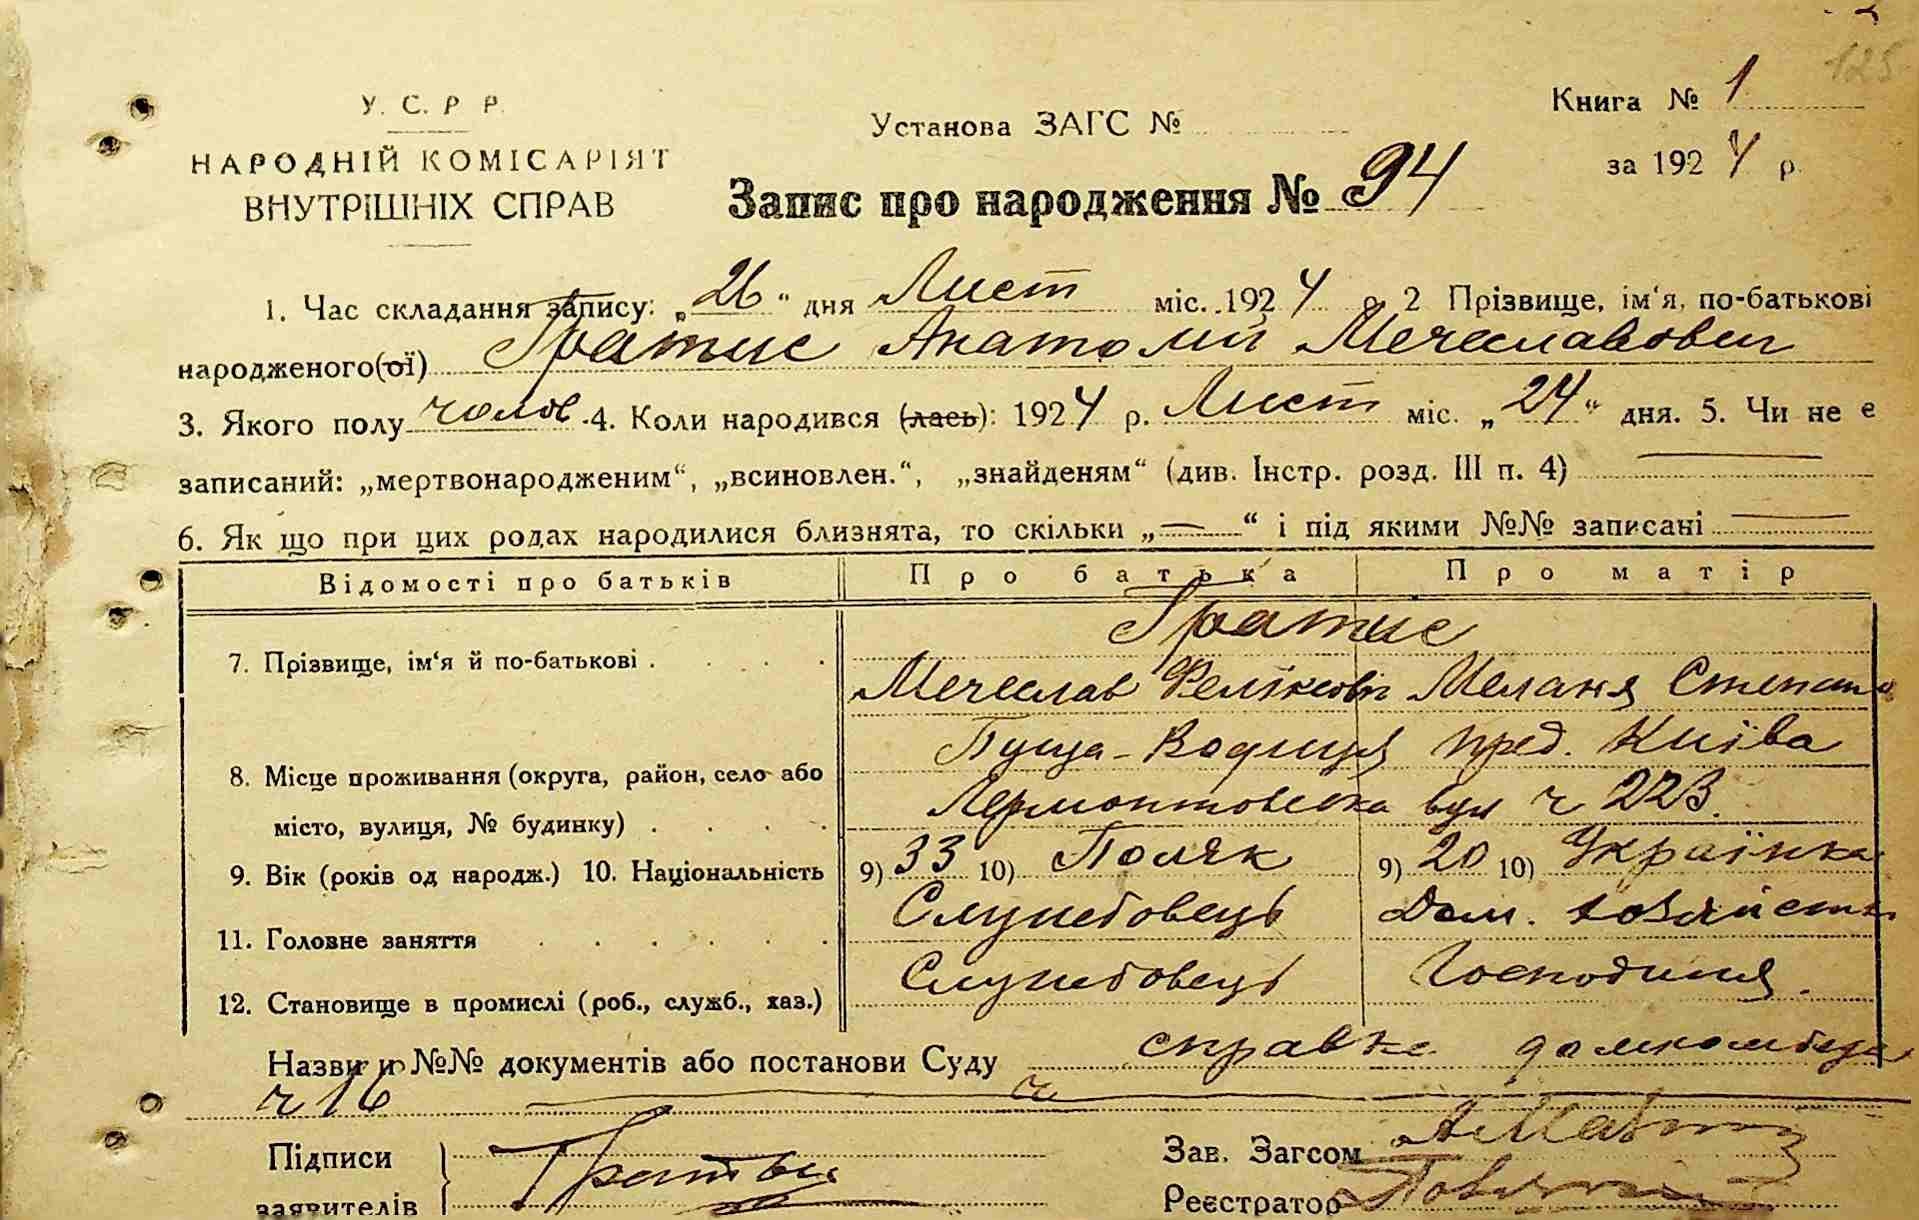 125
У. С. Р Р.
НАРОДНІЙ КОМІСАРІЯТ
ВНУТРІШНІХ СПРАВ
Установа ЗАГС №
Книга № 1
за 1924 р.
Запис про народження № 94
1. Час складання запису: „26“ дня Лист міс. 1924 р 2 Прізвище, ім‘я, по-батькові
народженого(ої) Гратис Анатолий Мечеславович
3. Якого полу чолов 4. Коли народився (лась): 1924 р. Лист міс. „24“ дня. 5. Чи не є
записаний: „мертвонародженим“, „всиновлен.“, „знайденям“ (див. Інстр. розд. III п. 4)
6. Як що при цих родах народилися близнята, то скільки „—“ і під якими №№ записані
Відомості про батьків Про батька Про матір
Гратис
7. Прізвище, ім‘я й по-батькові
Мечеслав Феліксовіч Меланя Степан
Пуща-Водиця пред. Київа
8. Місце проживання (округа, район, село або
Лермонтовська вул ч 223.
місто, вулиця, № будинку)
9. Вік (років од народж.) 10. Національність 9) 33 10) Поляк 9) 20 10) Українка
11. Головне заняття Службовець Дом. хозяйств
12. Становище в промислі (роб., служб., хаз.) Службовець Господиня.
Назви и №№ документів або постанови Суду справка домкомбеда
ч 16
Підписи
заявителів
Зав. Загсом
Реєстратор